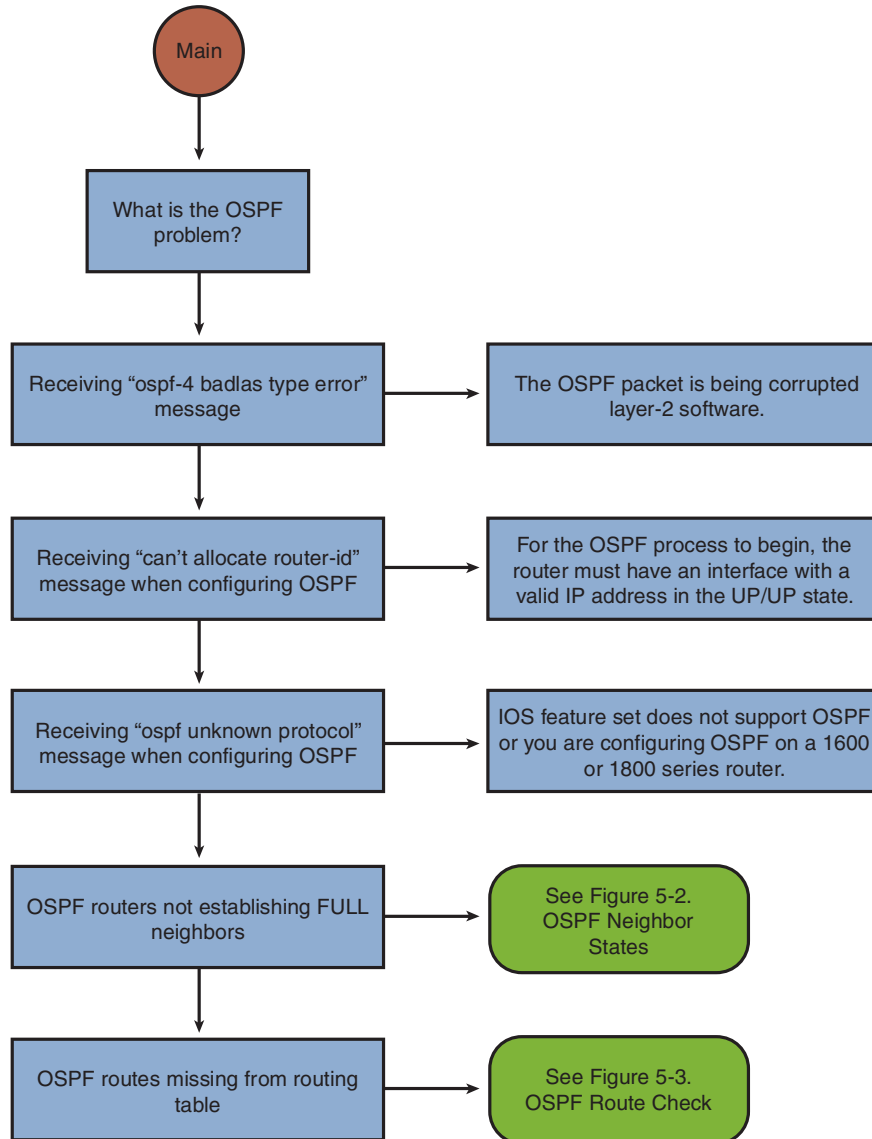 Main
What is the OSPF
problem?
Receiving “ospf-4 badlas type error”
message
The OSPF packet is being corrupted
layer-2 software.
Receiving “can’t allocate router-id”
message when configuring OSPF
For the OSPF process to begin, the
router must have an interface with a
valid IP address in the UP/UP state.
Receiving “ospf unknown protocol”
message when configuring OSPF
IOS feature set does not support OSPF
or you are configuring OSPF on a 1600
or 1800 series router.
OSPF routers not establishing FULL
neighbors
See Figure 5-2.
OSPF Neighbor
States
OSPF routes missing from routing
table
See Figure 5-3.
OSPF Route Check